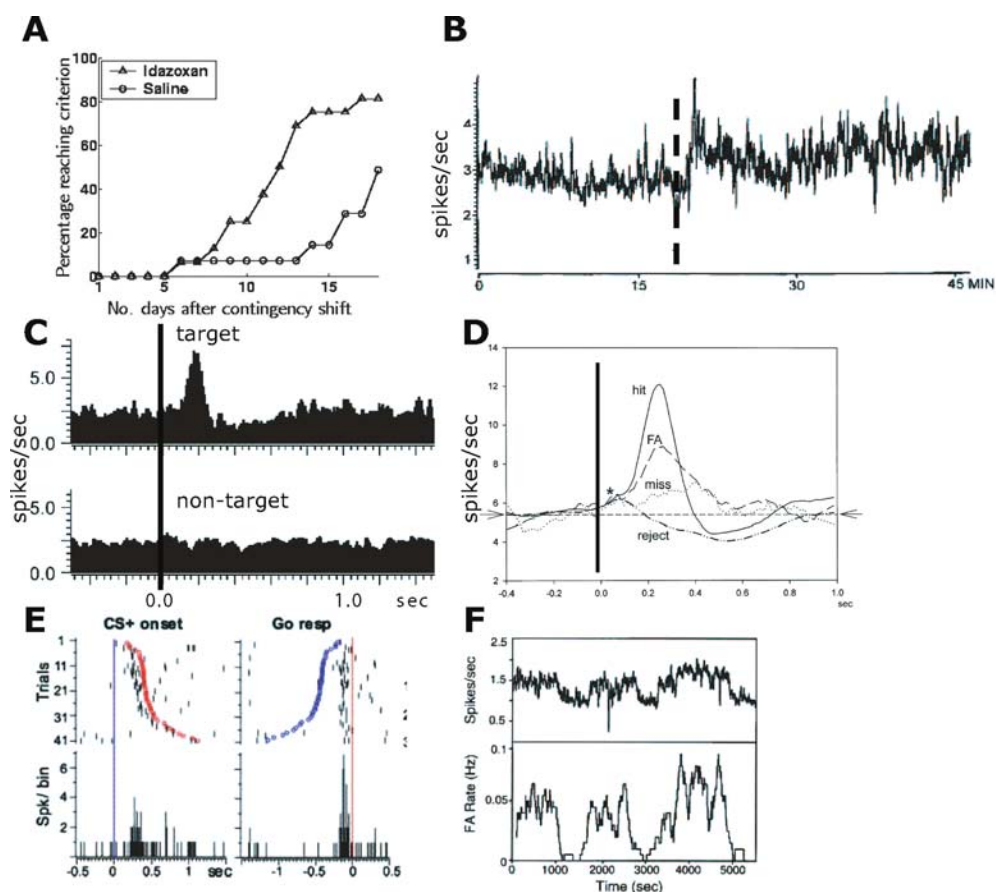 A
100
80
60
40
20
0
Percentage reaching criterion
Idazoxan
Saline
1 5 10 15
No. days after contingency shift
B
spikes/sec
4
3
2
1
0 15 30 45 MIN
C
target
5.0
0.0
spikes/sec
non-target
5.0
0.0
0.0 1.0 sec
D
spikes/sec
14
12
10
8
6
4
2
hit
FA
*
miss
reject
-0.4 -0.2 0.0 0.2 0.4 0.6 0.8 1.0
sec
E
CS+ onset Go resp
Trials
1
11
21
31
41
Spk/ bin
6
4
2
-.5 0 .5 1 sec -1 -0.5 0 0.5
F
Spikes/sec
2.5
1.5
0.5
FA Rate (Hz)
0.1
0.05
0
0 1000 2000 3000 4000 5000
Time (sec)